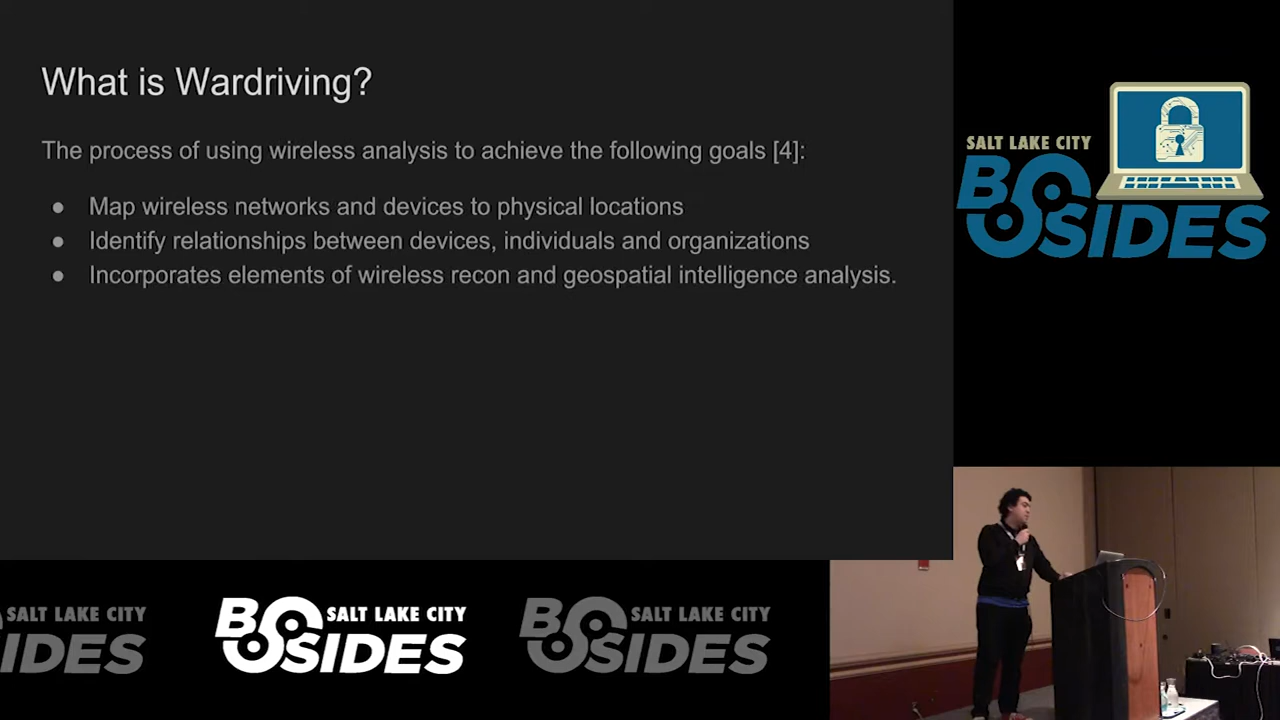 What is Wardriving?
The process of using wireless analysis to achieve the following goals [4]:
● Map wireless networks and devices to physical locations
● Identify relationships between devices, individuals and organizations
● Incorporates elements of wireless recon and geospatial intelligence analysis.
SALT LAKE CITY
BSIDES
SALT LAKE CITY
IDES
SALT LAKE CITY
BSIDES
SALT LAKE CITY
BSIDES